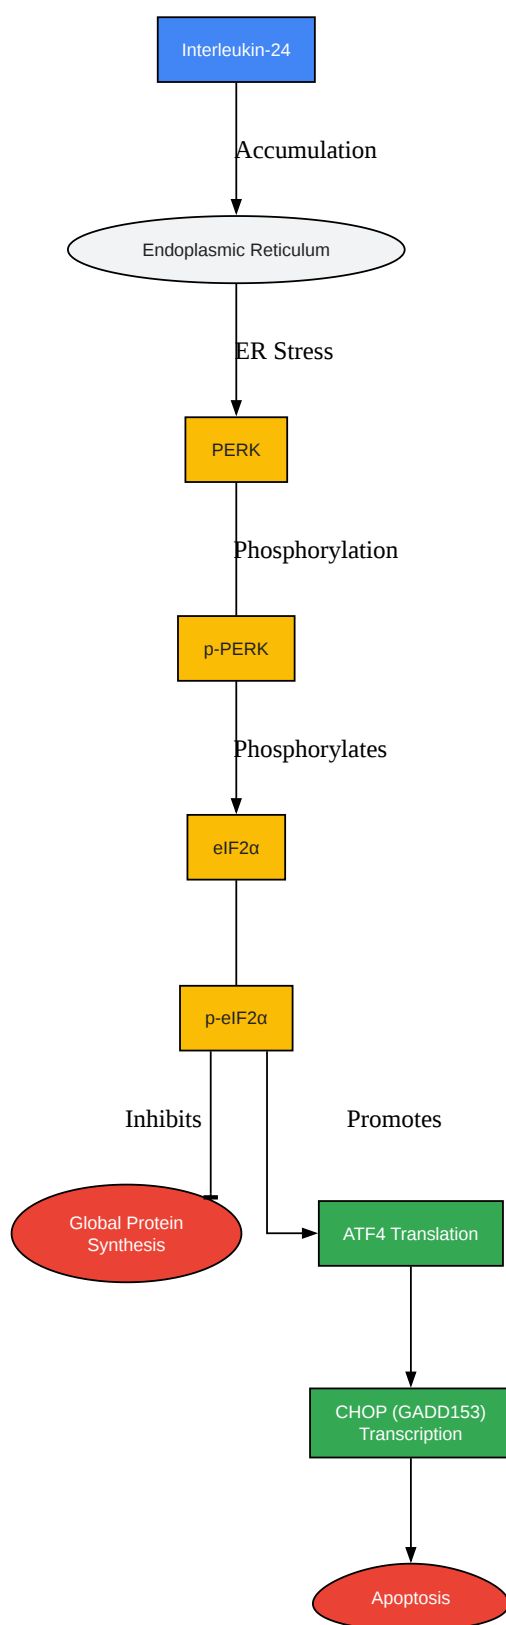 Interleukin-24
Accumulation
Endoplasmic Reticulum
ER Stress
PERK
Phosphorylation
p-PERK
Phosphorylates
eIF2α
p-eIF2α
Inhibits
Promotes
Global Protein
Synthesis
ATF4 Translation
CHOP (GADD153)
Transcription
Apoptosis